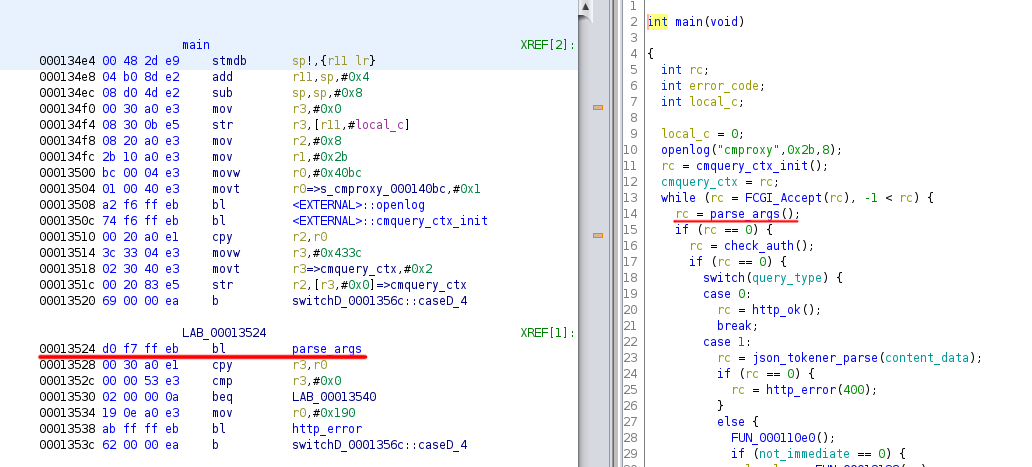 main XREF[2]:
000134e4 00 48 2d e9 stmdb sp!,{r11 lr}
000134e8 04 b0 8d e2 add r11,sp,#0x4
000134ec 08 d0 4d e2 sub sp,sp,#0x8
000134f0 00 30 a0 e3 mov r3,#0x0
000134f4 08 30 0b e5 str r3,[r11,#local_c]
000134f8 08 20 a0 e3 mov r2,#0x8
000134fc 2b 10 a0 e3 mov r1,#0x2b
00013500 bc 00 04 e3 movw r0,#0x40bc
00013504 01 00 40 e3 movt r0=>s_cmproxy_000140bc,#0x1
00013508 a2 f6 ff eb bl <EXTERNAL>::openlog
0001350c 74 f6 ff eb bl <EXTERNAL>::cmquery_ctx_init
00013510 00 20 a0 e1 cpy r2,r0
00013514 3c 33 04 e3 movw r3,#0x433c
00013518 02 30 40 e3 movt r3=>cmquery_ctx,#0x2
0001351c 00 20 83 e5 str r2,[r3,#0x0]=>cmquery_ctx
00013520 69 00 00 ea b switchD_0001356c::caseD_4
LAB_00013524 XREF[1]:
00013524 d0 f7 ff eb bl parse_args
00013528 00 30 a0 e1 cpy r3,r0
0001352c 00 00 53 e3 cmp r3,#0x0
00013530 02 00 00 0a beq LAB_00013540
00013534 19 0e a0 e3 mov r0,#0x190
00013538 ab ff ff eb bl http_error
0001353c 62 00 00 ea b switchD_0001356c::caseD_4
1
2 int main(void)
3
4 {
5 int rc;
6 int error_code;
7 int local_c;
8
9 local_c = 0;
10 openlog("cmproxy",0x2b,8);
11 rc = cmquery_ctx_init();
12 cmquery_ctx = rc;
13 while (rc = FCGI_Accept(rc), -1 < rc) {
14 rc = parse_args();
15 if (rc == 0) {
16 rc = check_auth();
17 if (rc == 0) {
18 switch(query_type) {
19 case 0:
20 rc = http_ok();
21 break;
22 case 1:
23 rc = json_tokener_parse(content_data);
24 if (rc == 0) {
25 rc = http_error(400);
26 }
27 else {
28 FUN_000110e0();
29 if (not_immediate == 0) {